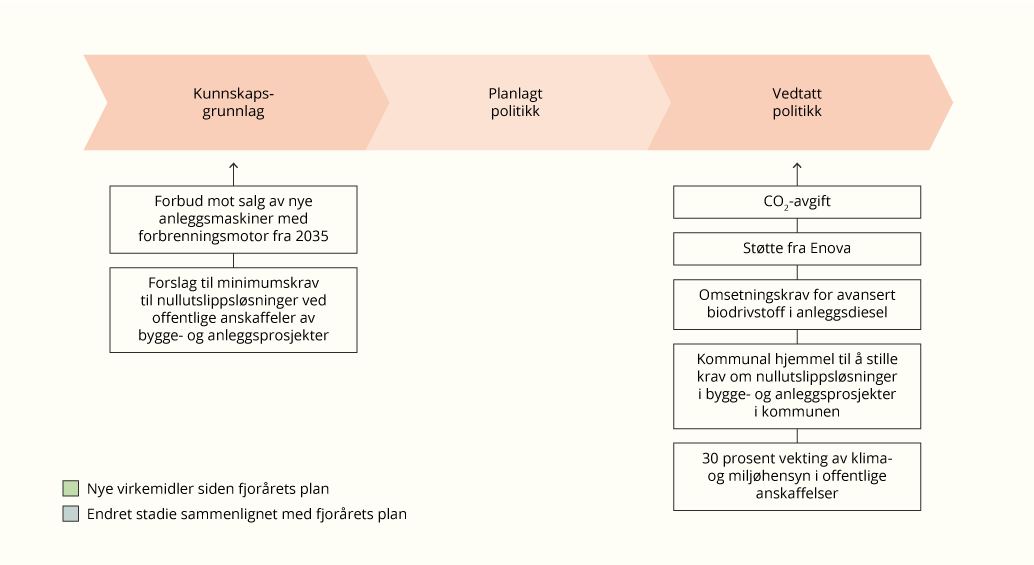 Kunnskaps-
grunnlag
Planlagt
politikk
Vedtatt
politikk
Forbud mot salg av nye
anleggsmaskiner med
forbrenningsmotor fra 2035
Forslag til minimumskrav
til nullutslippsløsninger ved
offentlige anskaffeler av
bygge- og anleggsprosjekter
CO₂-avgift
Støtte fra Enova
Omsetningskrav for avansert
biodrivstoff i anleggsdiesel
Kommunal hjemmel til å stille
krav om nullutslippsløsninger
i bygge- og anleggsprosjekter
i kommunen
30 prosent vekting av klima-
og miljøhensyn i offentlige
anskaffelser
Nye virkemidler siden fjorårets plan
Endret stadie sammenlignet med fjorårets plan